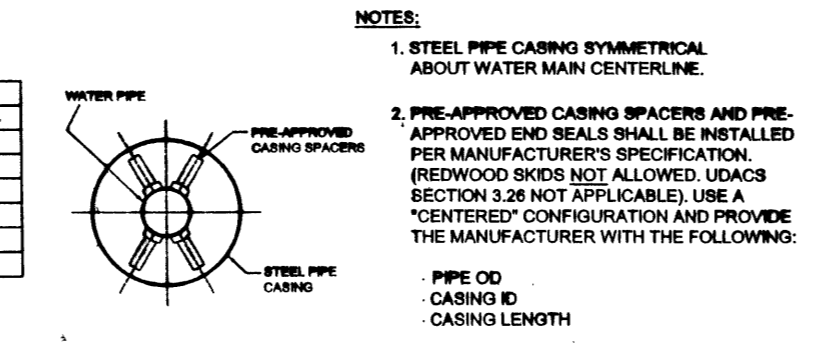 NOTES:
1. STEEL PIPE CASING SYMMETRICAL
ABOUT WATER MAIN CENTERLINE.
2. PRE-APPROVED CASING SPACERS AND PRE-
APPROVED END SEALS SHALL BE INSTALLED
PER MANUFACTURER'S SPECIFICATION.
(REDWOOD SKIDS NOT ALLOWED. UDACS
SECTION 3.26 NOT APPLICABLE). USE A
"CENTERED" CONFIGURATION AND PROVIDE
THE MANUFACTURER WITH THE FOLLOWING:
· PIPE OD
· CASING ID
· CASING LENGTH
WATER PIPE
PRE-APPROVED
CASING SPACERS
STEEL PIPE
CASING